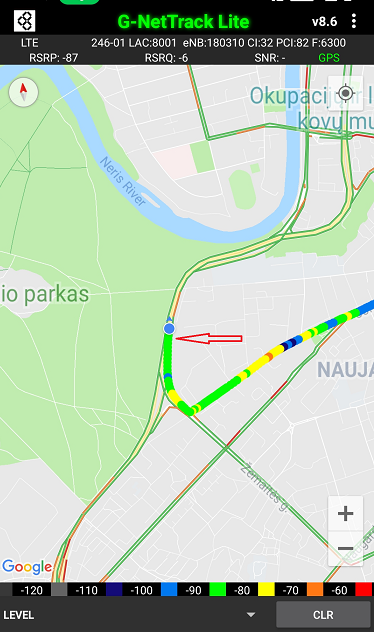 G-NetTrack Lite
v8.6
LTE 246-01 LAC:8001 eNB:180310 CI:32 PCI:82 F:6300
RSRP: -87 RSRQ: -6 SNR: - GPS
Okupacij
kovų mu
Neris River
io parkas
NAUJA
Žemaitės g.
+
−
Google
-120 -110 -100 -90 -80 -70 -60
LEVEL
CLR